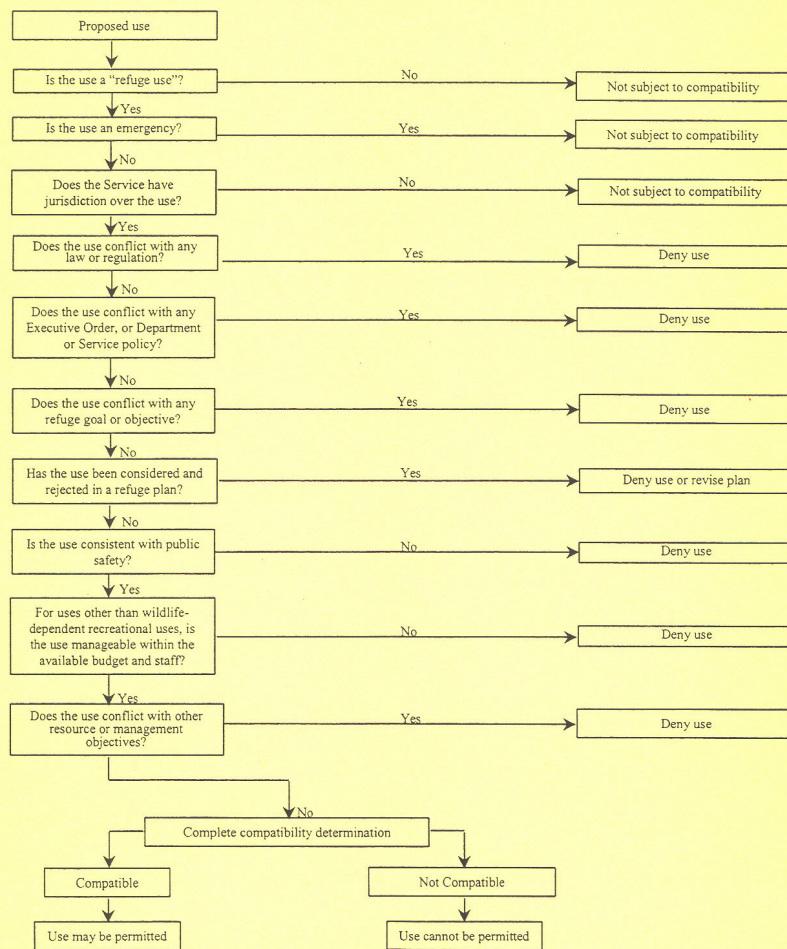 Proposed use
Is the use a “refuge use”?
No
Not subject to compatibility
Yes
Is the use an emergency?
Yes
Not subject to compatibility
No
Does the Service have
jurisdiction over the use?
No
Not subject to compatibility
Yes
Does the use conflict with any
law or regulation?
Yes
Deny use
No
Does the use conflict with any
Executive Order, or Department
or Service policy?
Yes
Deny use
No
Does the use conflict with any
refuge goal or objective?
Yes
Deny use
No
Has the use been considered and
rejected in a refuge plan?
Yes
Deny use or revise plan
No
Is the use consistent with public
safety?
No
Deny use
Yes
For uses other than wildlife-
dependent recreational uses, is
the use manageable within the
available budget and staff?
No
Deny use
Yes
Does the use conflict with other
resource or management
objectives?
Yes
Deny use
No
Complete compatibility determination
Compatible
Not Compatible
Use may be permitted
Use cannot be permitted